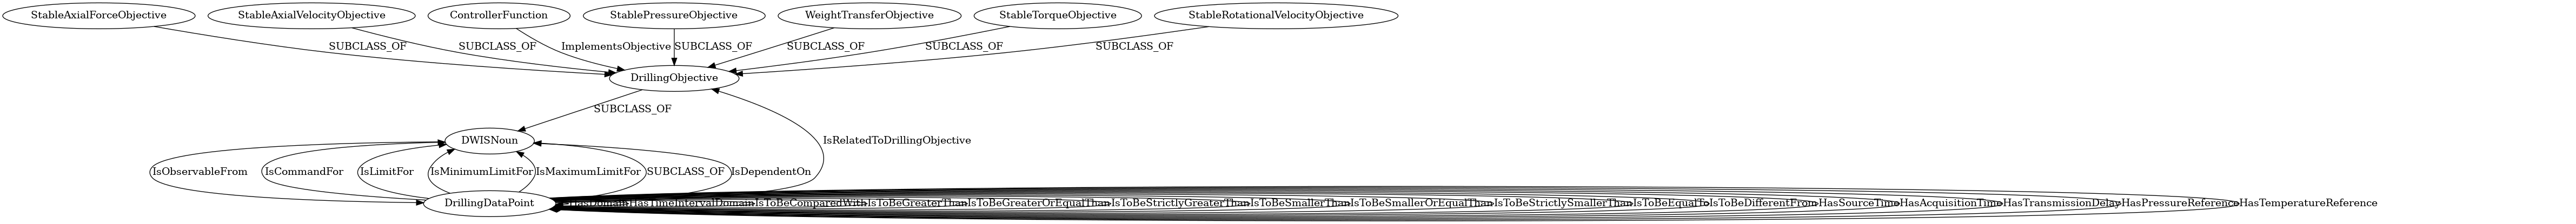 StableAxialForceObjective
StableAxialVelocityObjective
ControllerFunction
StablePressureObjective
WeightTransferObjective
StableTorqueObjective
StableRotationalVelocityObjective
SUBCLASS_OF
SUBCLASS_OF
ImplementsObjective
SUBCLASS_OF
SUBCLASS_OF
SUBCLASS_OF
SUBCLASS_OF
DrillingObjective
SUBCLASS_OF
DWISNoun
IsRelatedToDrillingObjective
IsObservableFrom
IsCommandFor
IsLimitFor
IsMinimumLimitFor
IsMaximumLimitFor
SUBCLASS_OF
IsDependentOn
DrillingDataPoint
HasDomain
HasTimeIntervalDomain
IsToBeComparedWith
IsToBeGreaterThan
IsToBeGreaterOrEqualThan
IsToBeStrictlyGreaterThan
IsToBeSmallerThan
IsToBeSmallerOrEqualThan
IsToBeStrictlySmallerThan
IsToBeEqualTo
IsToBeDifferentFrom
HasSourceTime
HasAcquisitionTime
HasTransmissionDelay
HasPressureReference
HasTemperatureReference